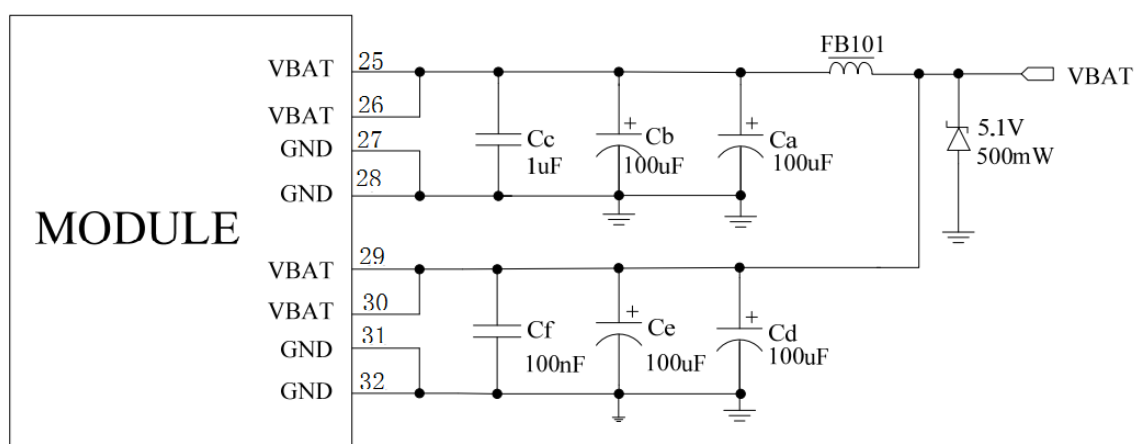 FB101
VBAT 25
VBAT
VBAT 26
GND 27
GND 28
Cc
1uF
+
Cb
100uF
+
Ca
100uF
5.1V
500mW
MODULE
VBAT 29
VBAT 30
GND 31
GND 32
Cf
100nF
+
Ce
100uF
+
Cd
100uF